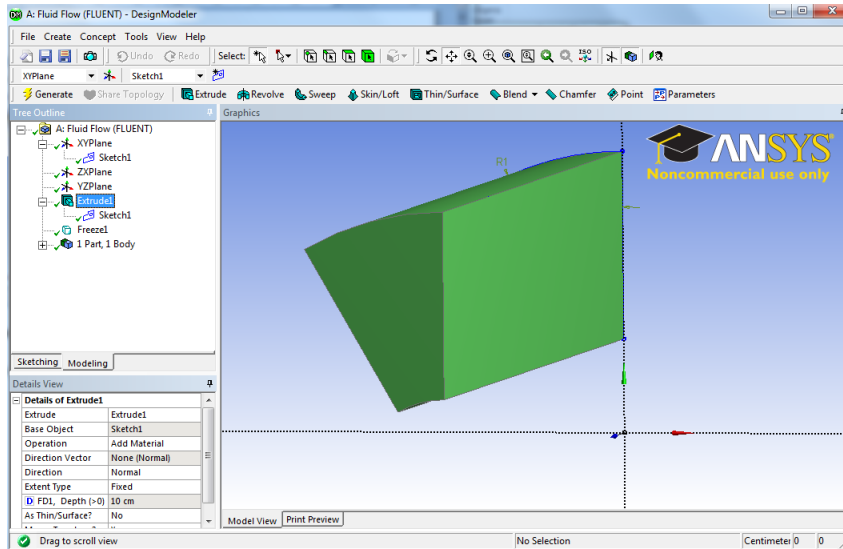 A: Fluid Flow (FLUENT) - DesignModeler
File Create Concept Tools View Help
Undo Redo Select: ISO
XYPlane Sketch1
Generate Share Topology Extrude Revolve Sweep Skin/Loft Thin/Surface Blend Chamfer Point Parameters
Tree Outline
A: Fluid Flow (FLUENT)
XYPlane
Sketch1
ZXPlane
YZPlane
Extrude1
Sketch1
Freeze1
1 Part, 1 Body
Sketching Modeling
Details View
Details of Extrude1
Extrude Extrude1
Base Object Sketch1
Operation Add Material
Direction Vector None (Normal)
Direction Normal
Extent Type Fixed
D FD1, Depth (>0) 10 cm
As Thin/Surface? No
Graphics
R1
ANSYS
Noncommercial use only
Model View Print Preview
Drag to scroll view No Selection Centimeter 0 0